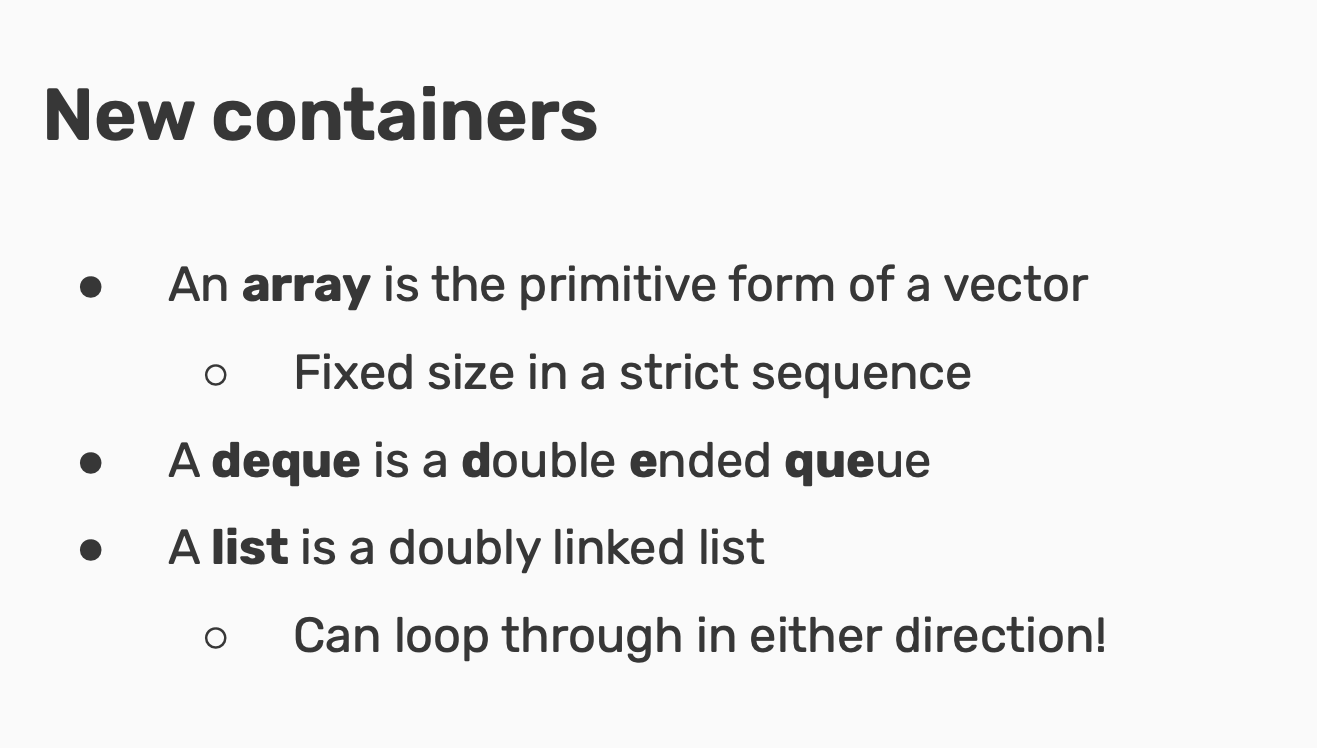 New containers
● An array is the primitive form of a vector
○ Fixed size in a strict sequence
● A deque is a double ended queue
● A list is a doubly linked list
○ Can loop through in either direction!